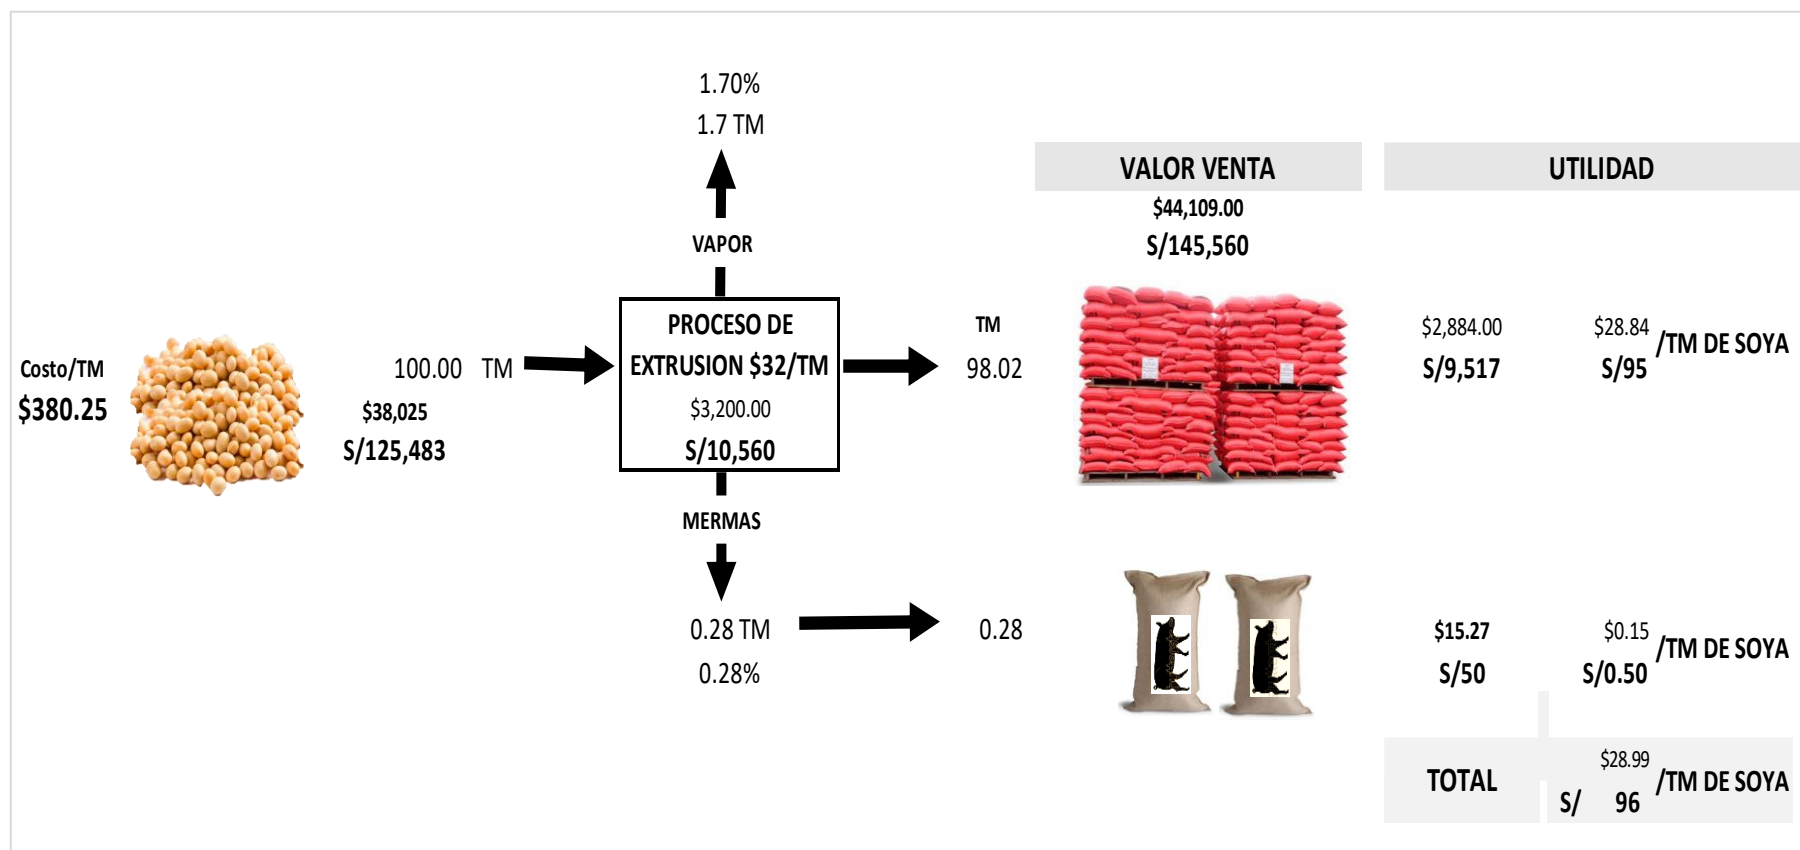 1.70%
1.7 TM
VAPOR
VALOR VENTA
UTILIDAD
$44,109.00
S/145,560
Costo/TM
$380.25
100.00 TM
$38,025
S/125,483
PROCESO DE
EXTRUSION $32/TM
$3,200.00
S/10,560
TM
98.02
$2,884.00
S/9,517
$28.84
S/95
/TM DE SOYA
MERMAS
0.28 TM
0.28%
0.28
$15.27
S/50
$0.15
S/0.50
/TM DE SOYA
TOTAL
$28.99
S/ 96
/TM DE SOYA